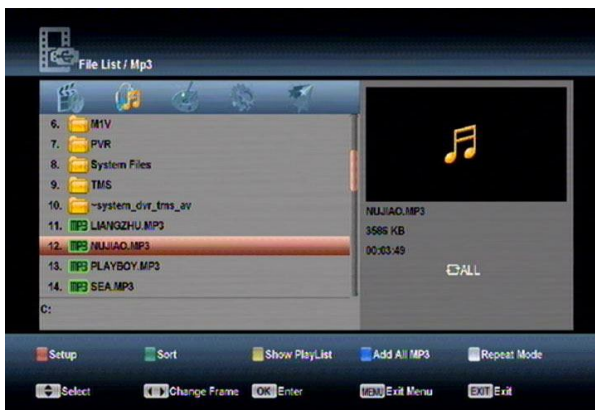 File List / Mp3
6. M1V
7. PVR
8. System Files
9. TMS
10. ~system_dvr_tms_av
11. MP3 LIANGZHU.MP3
12. MP3 NUJIAO.MP3
13. MP3 PLAYBOY.MP3
14. MP3 SEA.MP3
C:
NUJIAO.MP3
3586 KB
00:03:49
ALL
Setup Sort Show PlayList Add All MP3 Repeat Mode
Select Change Frame OK Enter MENU Exit Menu EXIT Exit